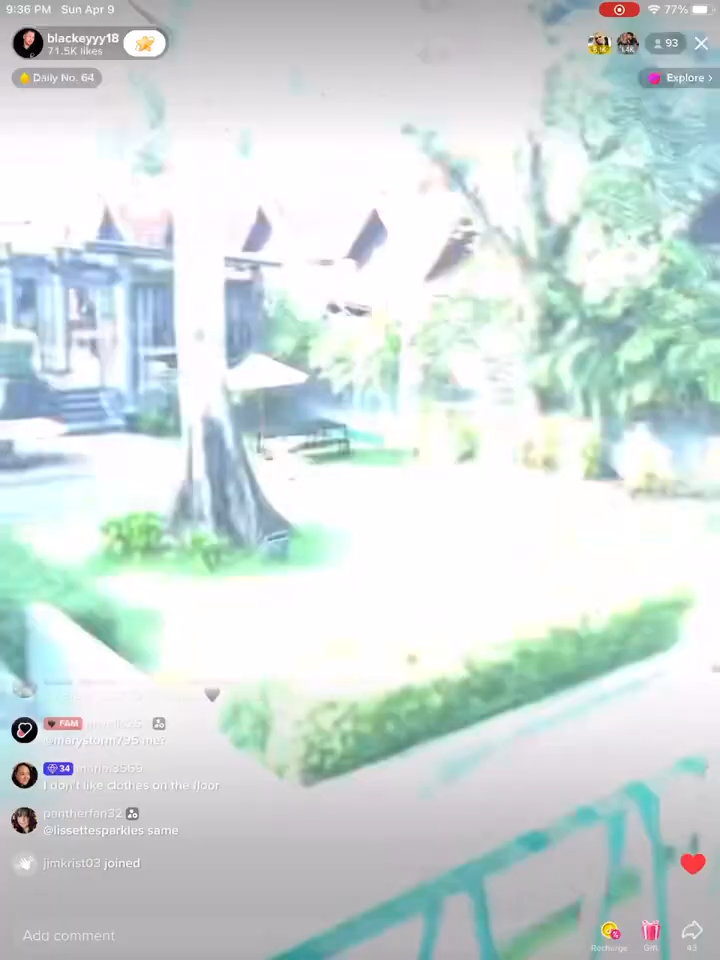 9:36 PM Sun Apr 9
77%
blackeyyy18
71.5K likes
93
Daily No. 64
Explore >
FAM
@marystorm795 me?
34
I don't like clothes on the floor
pantherfan32
@lissettesparkles same
jimkrist03 joined
Add comment
Recharge
Gift
43